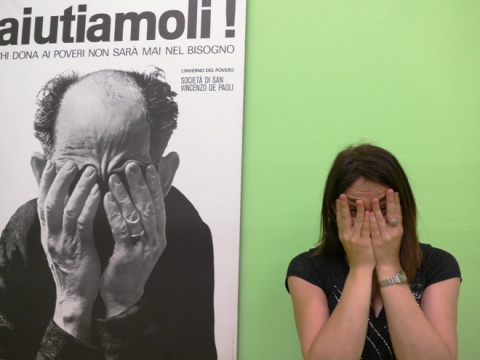 aiutiamoli !
HI DONA AI POVERI NON SARÀ MAI NEL BISOGNO
L'INVERNO DEL POVERO
SOCIETÀ DI SAN
VINCENZO DE PAOLI